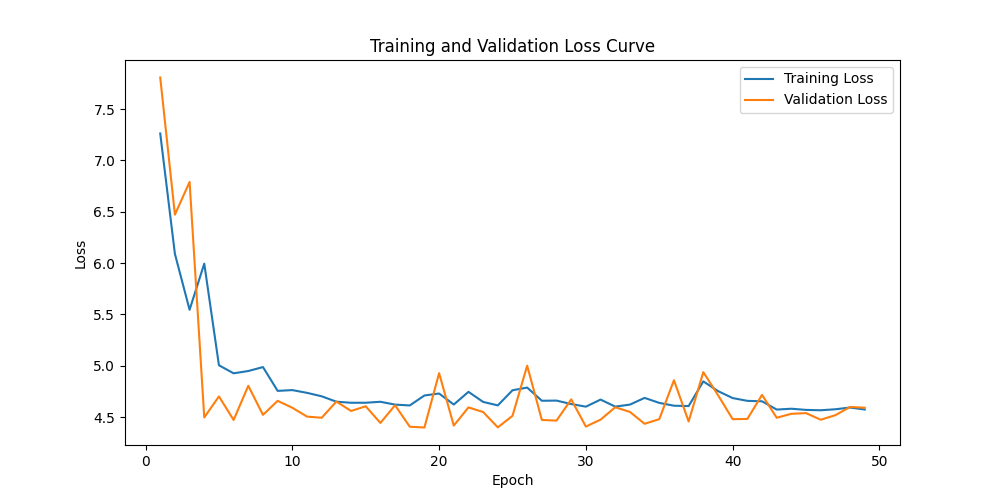 Training and Validation Loss Curve
Training Loss
Validation Loss
7.5
7.0
6.5
6.0
5.5
5.0
4.5
Loss
0 10 20 30 40 50
Epoch